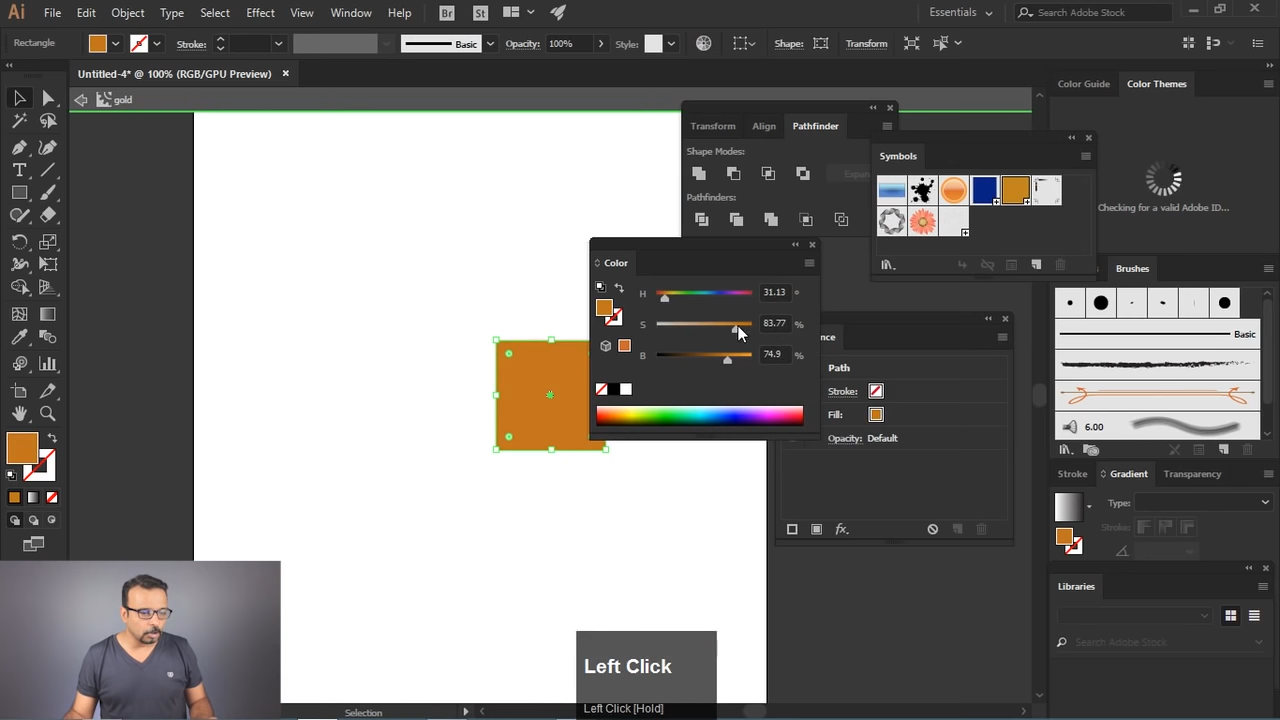 Ai File Edit Object Type Select Effect View Window Help Br St Essentials Search Adobe Stock
Rectangle Stroke: Basic Opacity: 100% Style: Shape: Transform
Untitled-4* @ 100% (RGB/GPU Preview)
gold
Color Guide Color Themes
Transform Align Pathfinder
Shape Modes:
Expan
Pathfinders:
Symbols
Checking for a valid Adobe ID...
Color
H 31.13 °
S 83.77 %
B 74.9 %
Brushes
Basic
6.00
nce
Path
Stroke:
Fill:
Opacity: Default
Stroke Gradient Transparency
Type:
Stroke:
Libraries
Search Adobe Stock
Left Click
Left Click [Hold]
Selection